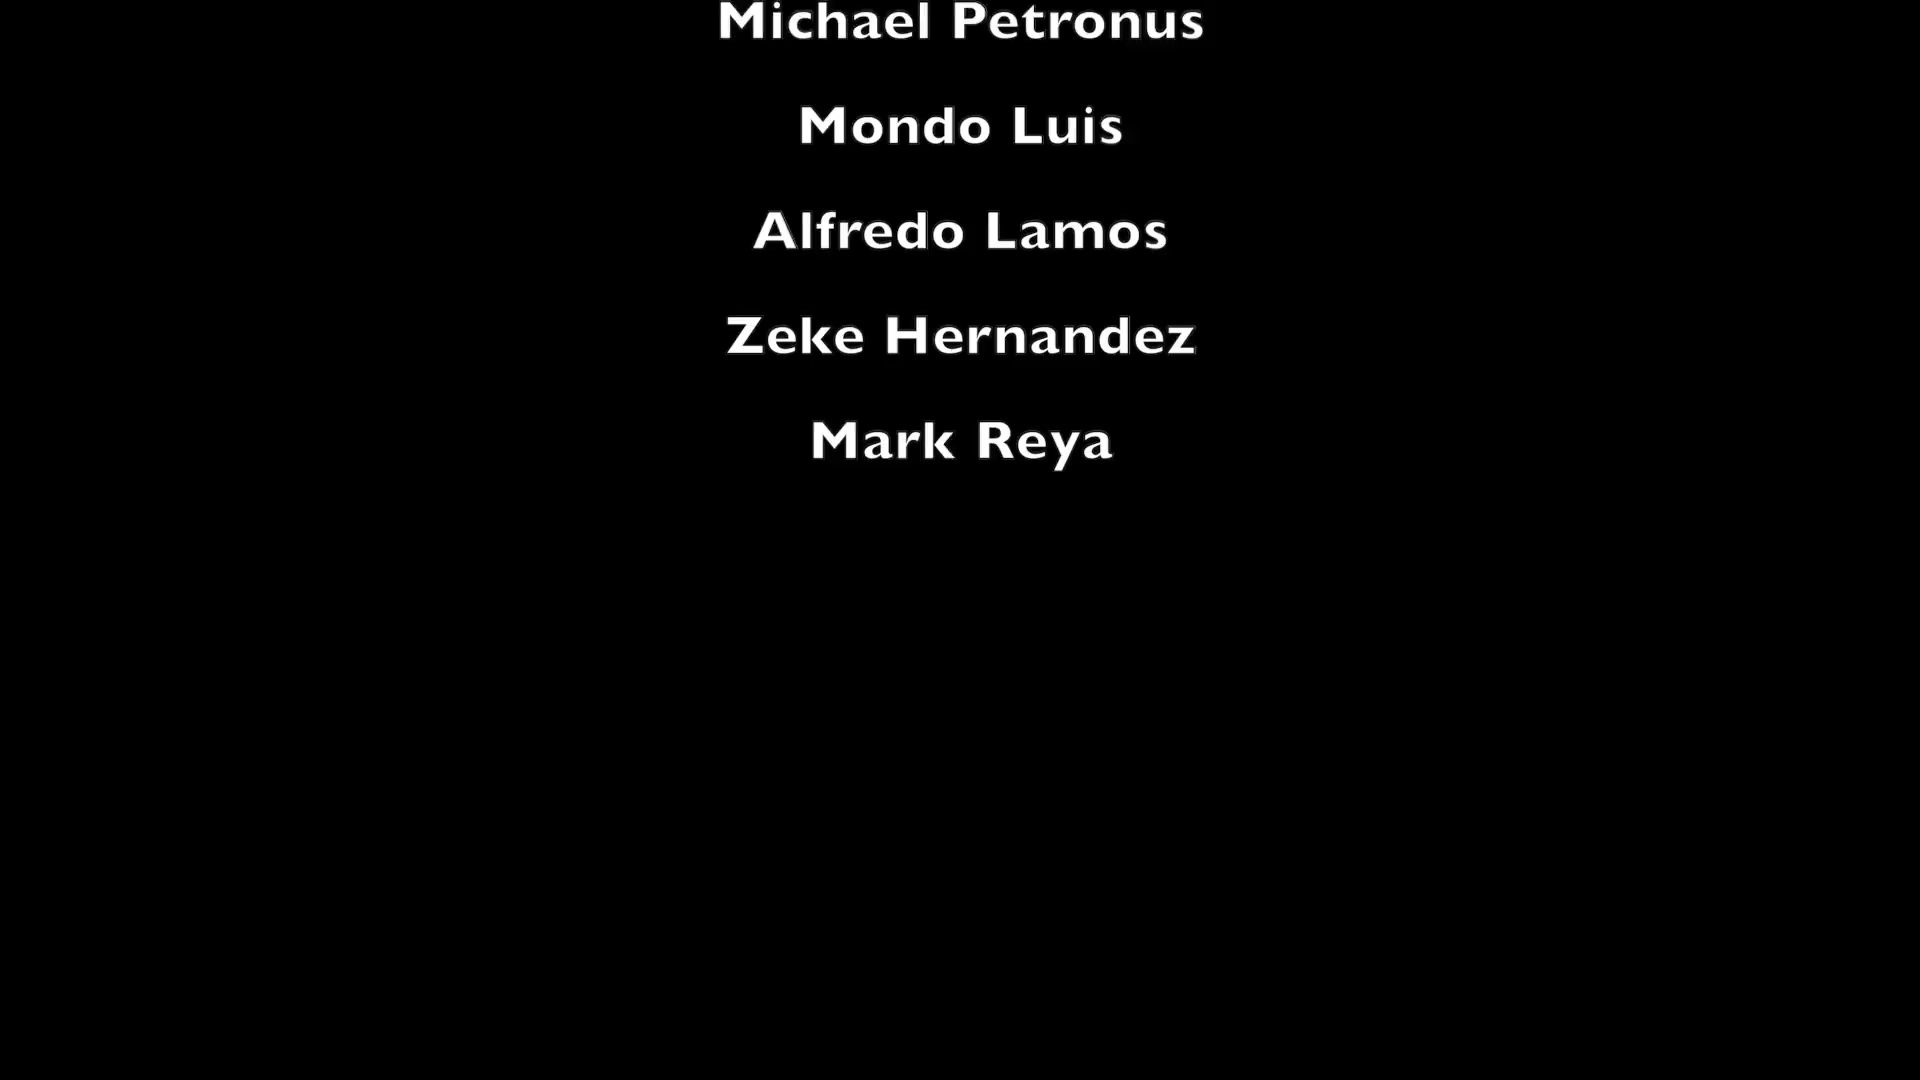 Michael Petronus
Mondo Luis
Alfredo Lamos
Zeke Hernandez
Mark Reya